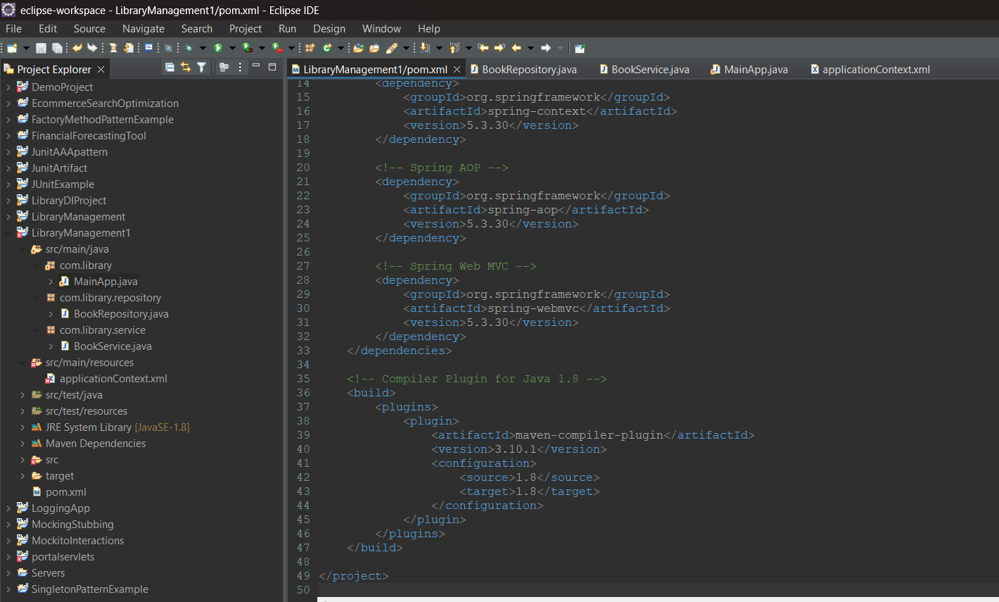 eclipse-workspace - LibraryManagement1/pom.xml - Eclipse IDE
File Edit Source Navigate Search Project Run Design Window Help
Project Explorer
DemoProject
EcommerceSearchOptimization
FactoryMethodPatternExample
FinancialForecastingTool
JunitAAApattern
JunitArtifact
JUnitExample
LibraryDIProject
LibraryManagement
LibraryManagement1
src/main/java
com.library
MainApp.java
com.library.repository
BookRepository.java
com.library.service
BookService.java
src/main/resources
applicationContext.xml
src/test/java
src/test/resources
JRE System Library [JavaSE-1.8]
Maven Dependencies
src
target
pom.xml
LoggingApp
MockingStubbing
MockitoInteractions
portalservlets
Servers
SingletonPatternExample
LibraryManagement1/pom.xml BookRepository.java BookService.java MainApp.java applicationContext.xml
14 <dependency>
15 <groupId>org.springframework</groupId>
16 <artifactId>spring-context</artifactId>
17 <version>5.3.30</version>
18 </dependency>
19
20 <!-- Spring AOP -->
21 <dependency>
22 <groupId>org.springframework</groupId>
23 <artifactId>spring-aop</artifactId>
24 <version>5.3.30</version>
25 </dependency>
26
27 <!-- Spring Web MVC -->
28 <dependency>
29 <groupId>org.springframework</groupId>
30 <artifactId>spring-webmvc</artifactId>
31 <version>5.3.30</version>
32 </dependency>
33 </dependencies>
34
35 <!-- Compiler Plugin for Java 1.8 -->
36 <build>
37 <plugins>
38 <plugin>
39 <artifactId>maven-compiler-plugin</artifactId>
40 <version>3.10.1</version>
41 <configuration>
42 <source>1.8</source>
43 <target>1.8</target>
44 </configuration>
45 </plugin>
46 </plugins>
47 </build>
48
49 </project>
50